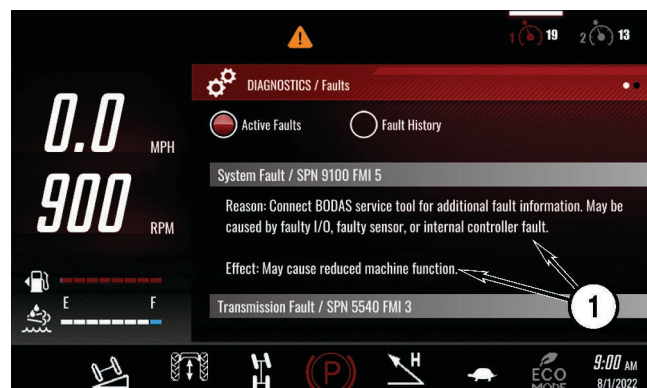 1 19 2 13
DIAGNOSTICS / Faults
Active Faults Fault History
0.0 MPH
System Fault / SPN 9100 FMI 5
900 RPM
Reason: Connect BODAS service tool for additional fault information. May be
caused by faulty I/O, faulty sensor, or internal controller fault.
Effect: May cause reduced machine function.
1
E F
Transmission Fault / SPN 5540 FMI 3
P H ECO
MODE
9:00 AM
8/1/2022